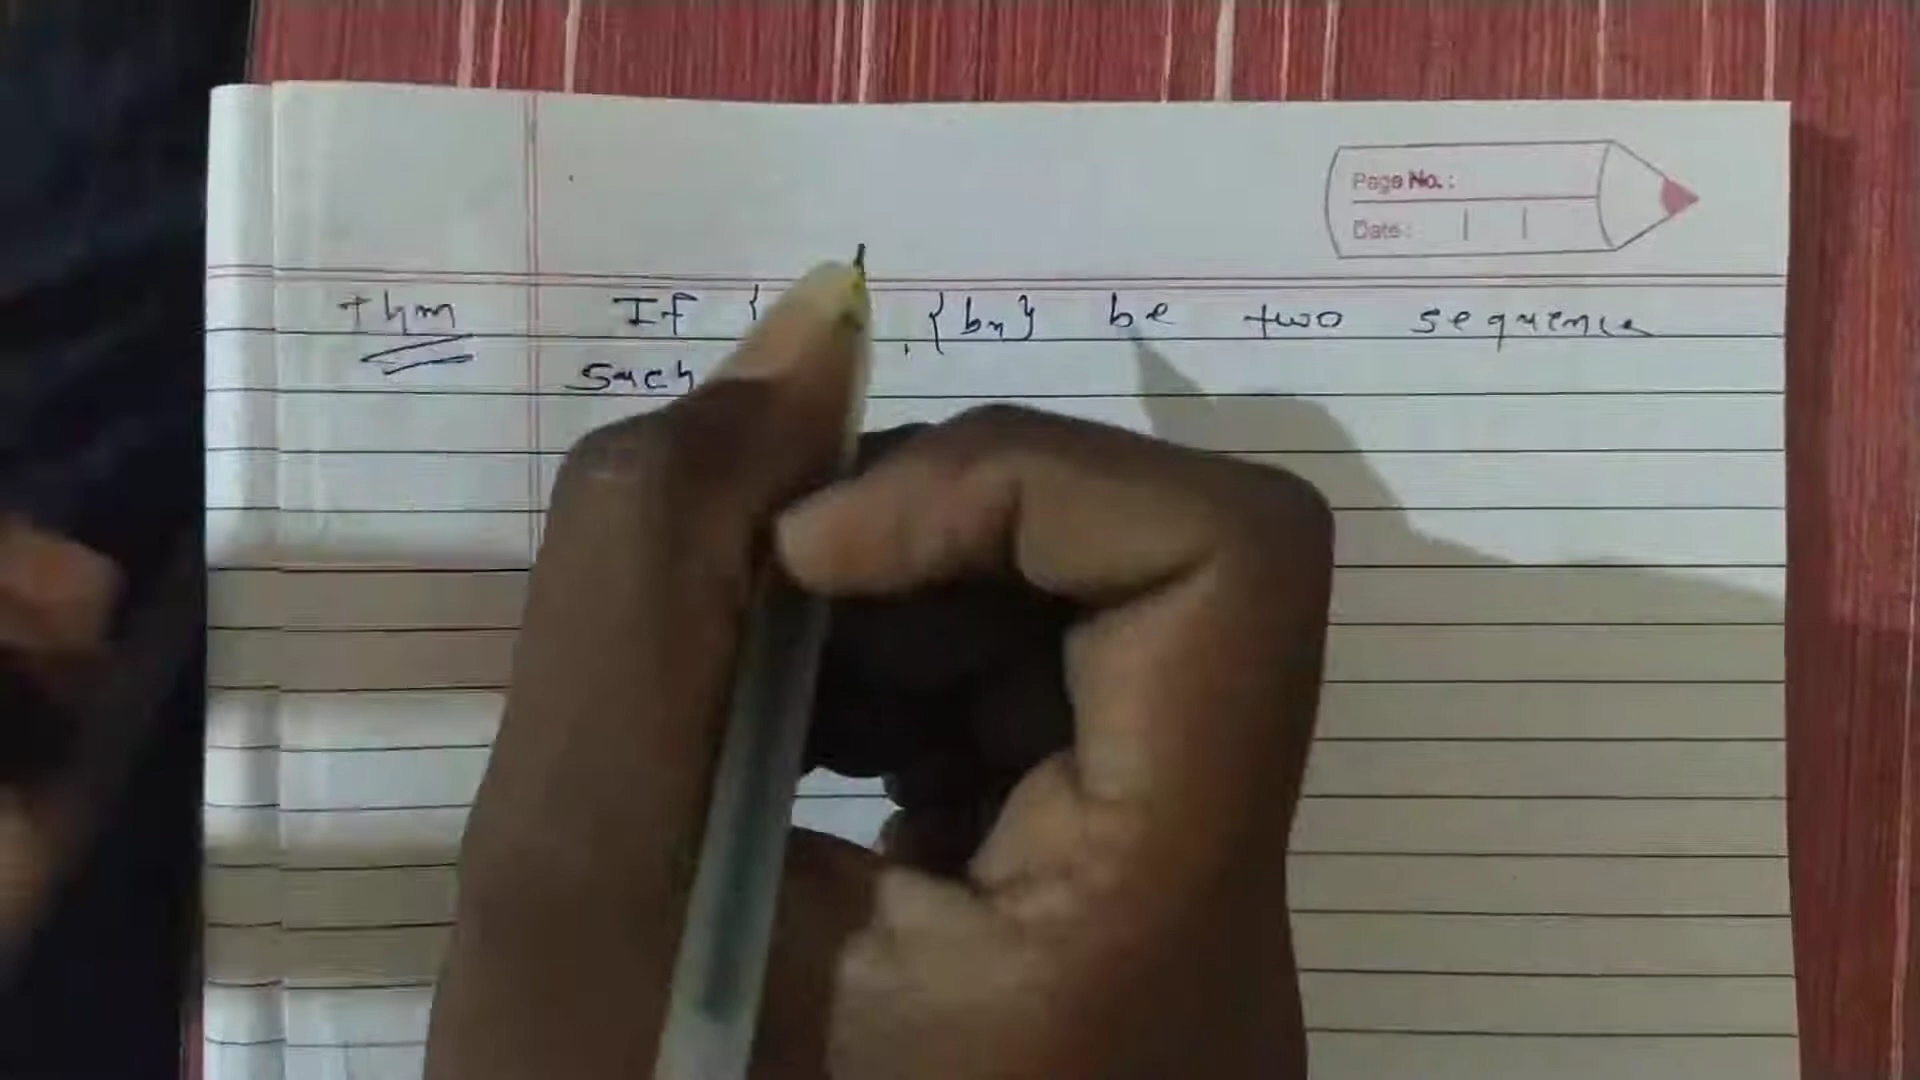 Page No. :
Date :
Thm If { , {bn} be two sequence
such